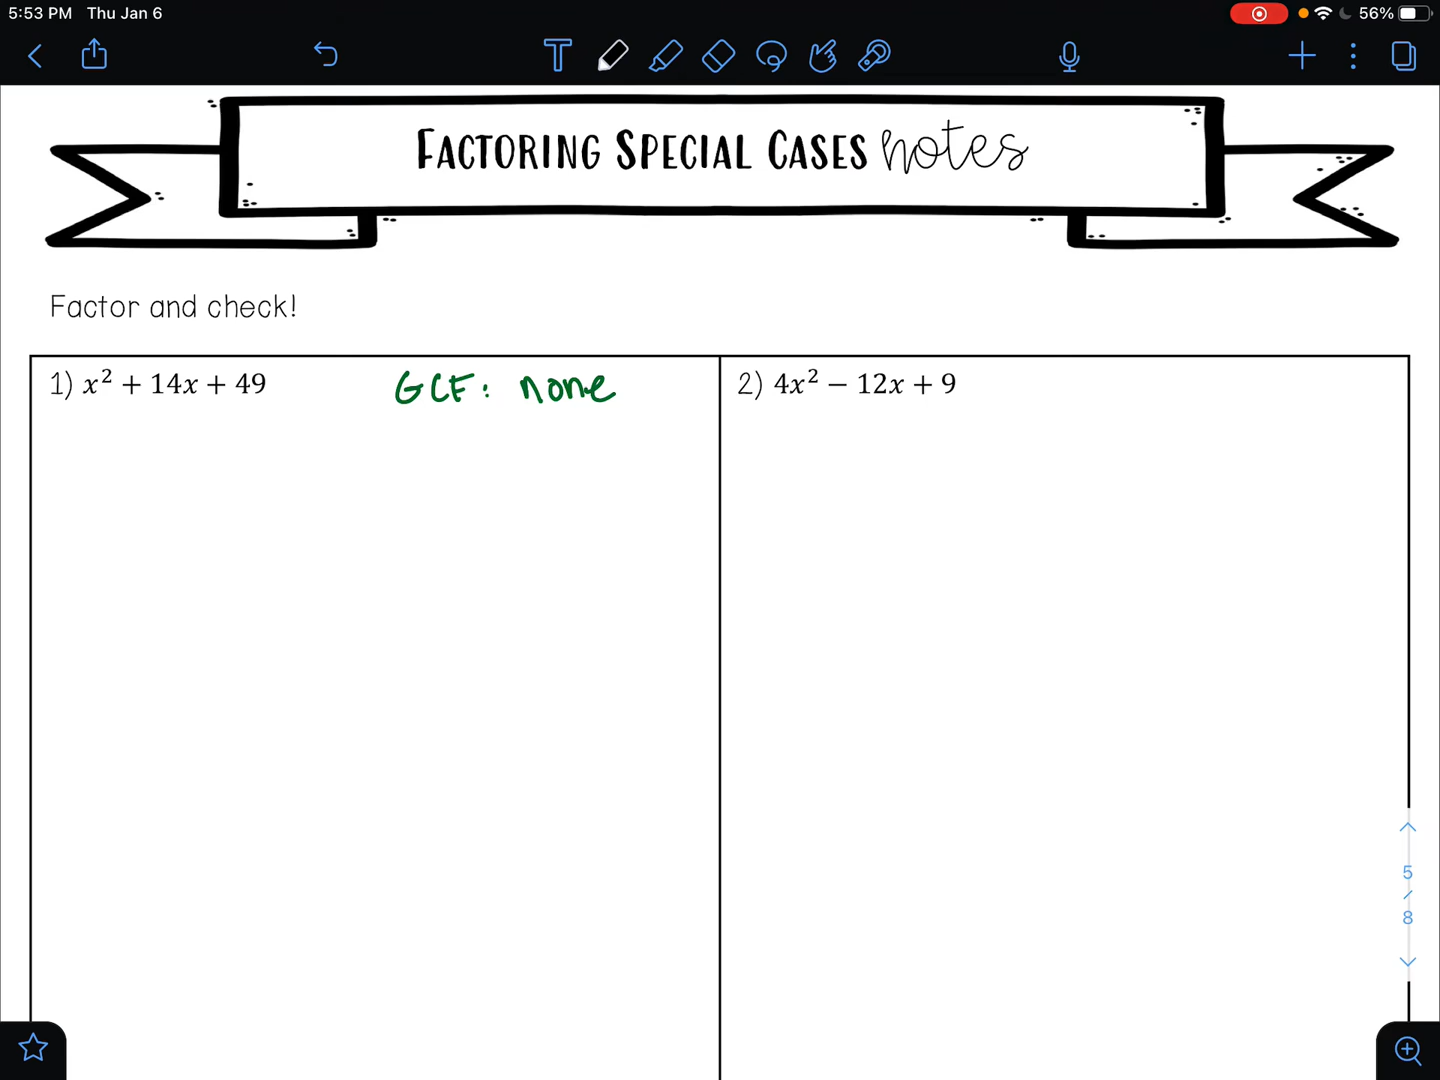 5:53 PM Thu Jan 6
56%
FACTORING SPECIAL CASES notes
Factor and check!
1) x² + 14x + 49 GCF: none
2) 4x² − 12x + 9
5
/
8